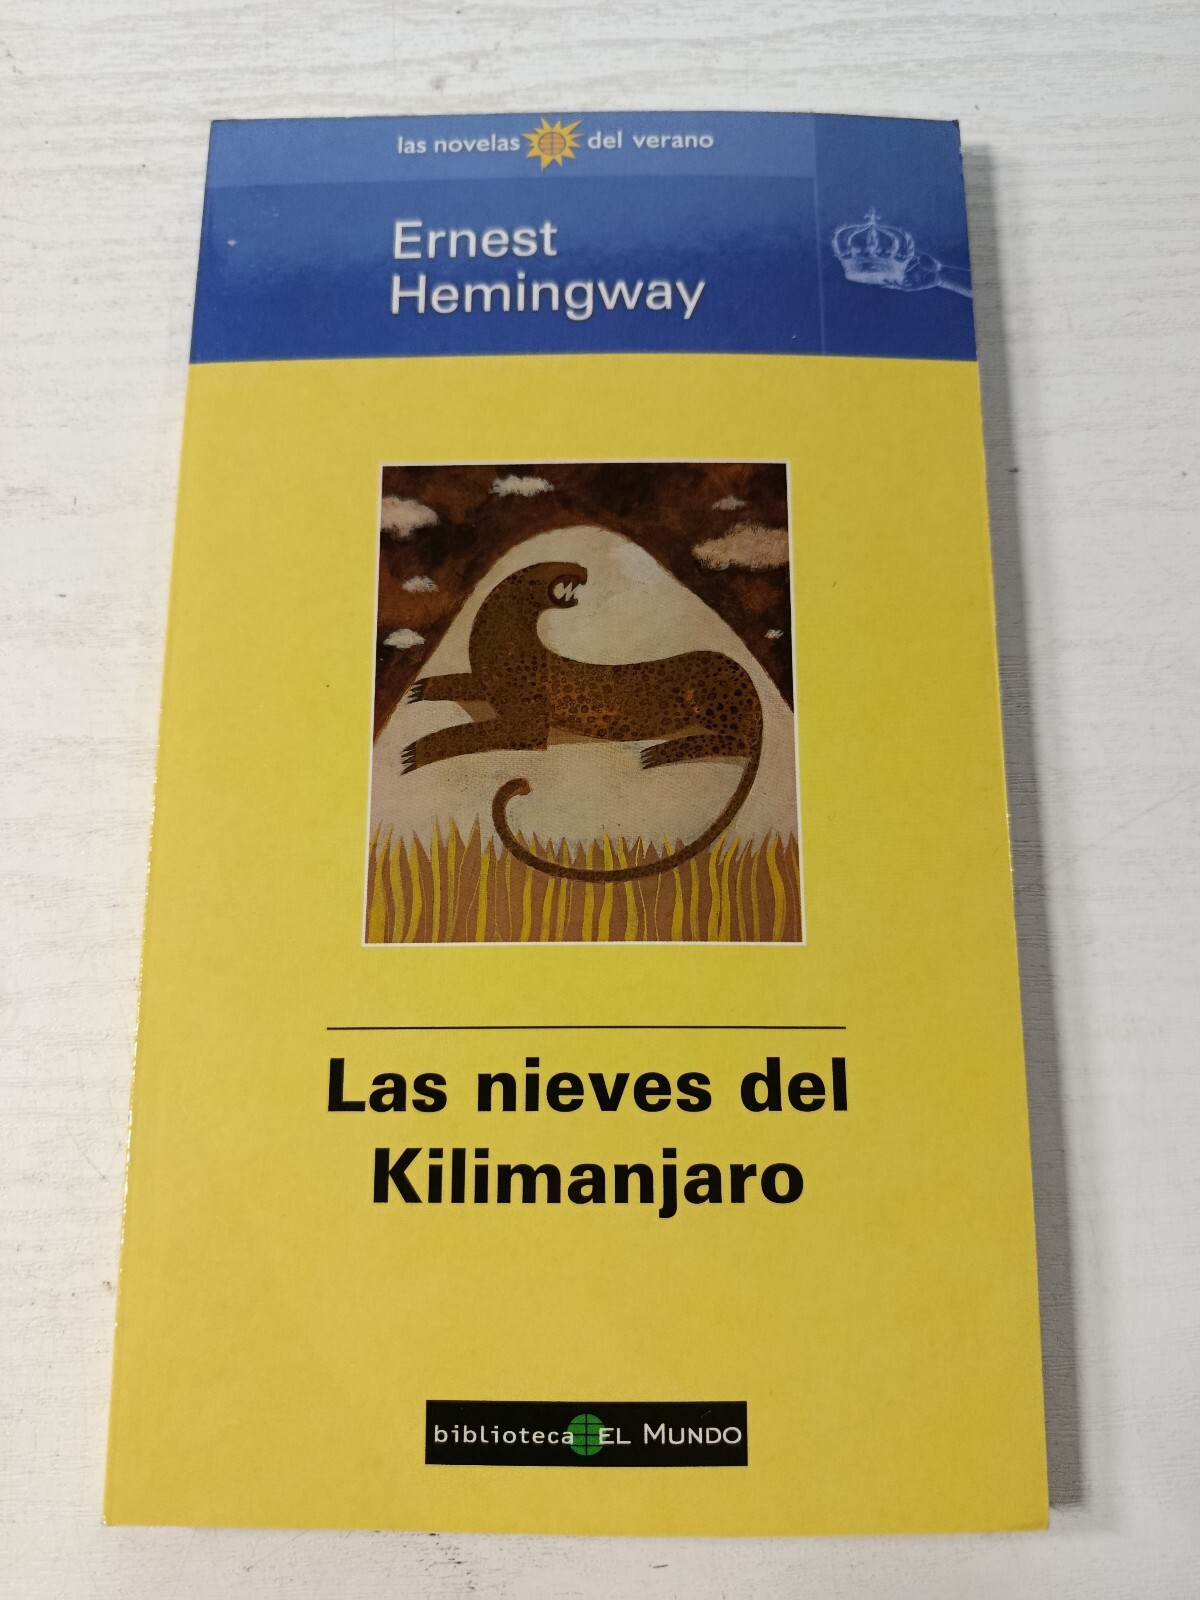 las novelas del verano
Ernest
Hemingway
Las nieves del
Kilimanjaro
biblioteca EL MUNDO